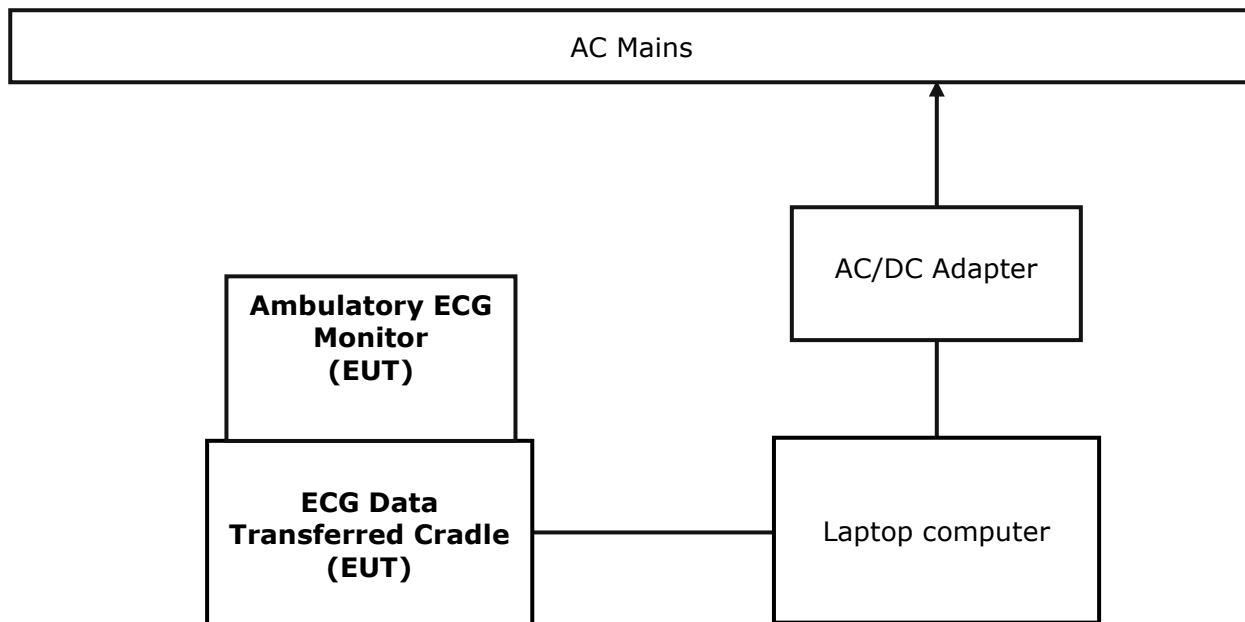 AC Mains
AC/DC Adapter
Ambulatory ECG
Monitor
(EUT)
ECG Data
Transferred Cradle
(EUT)
Laptop computer